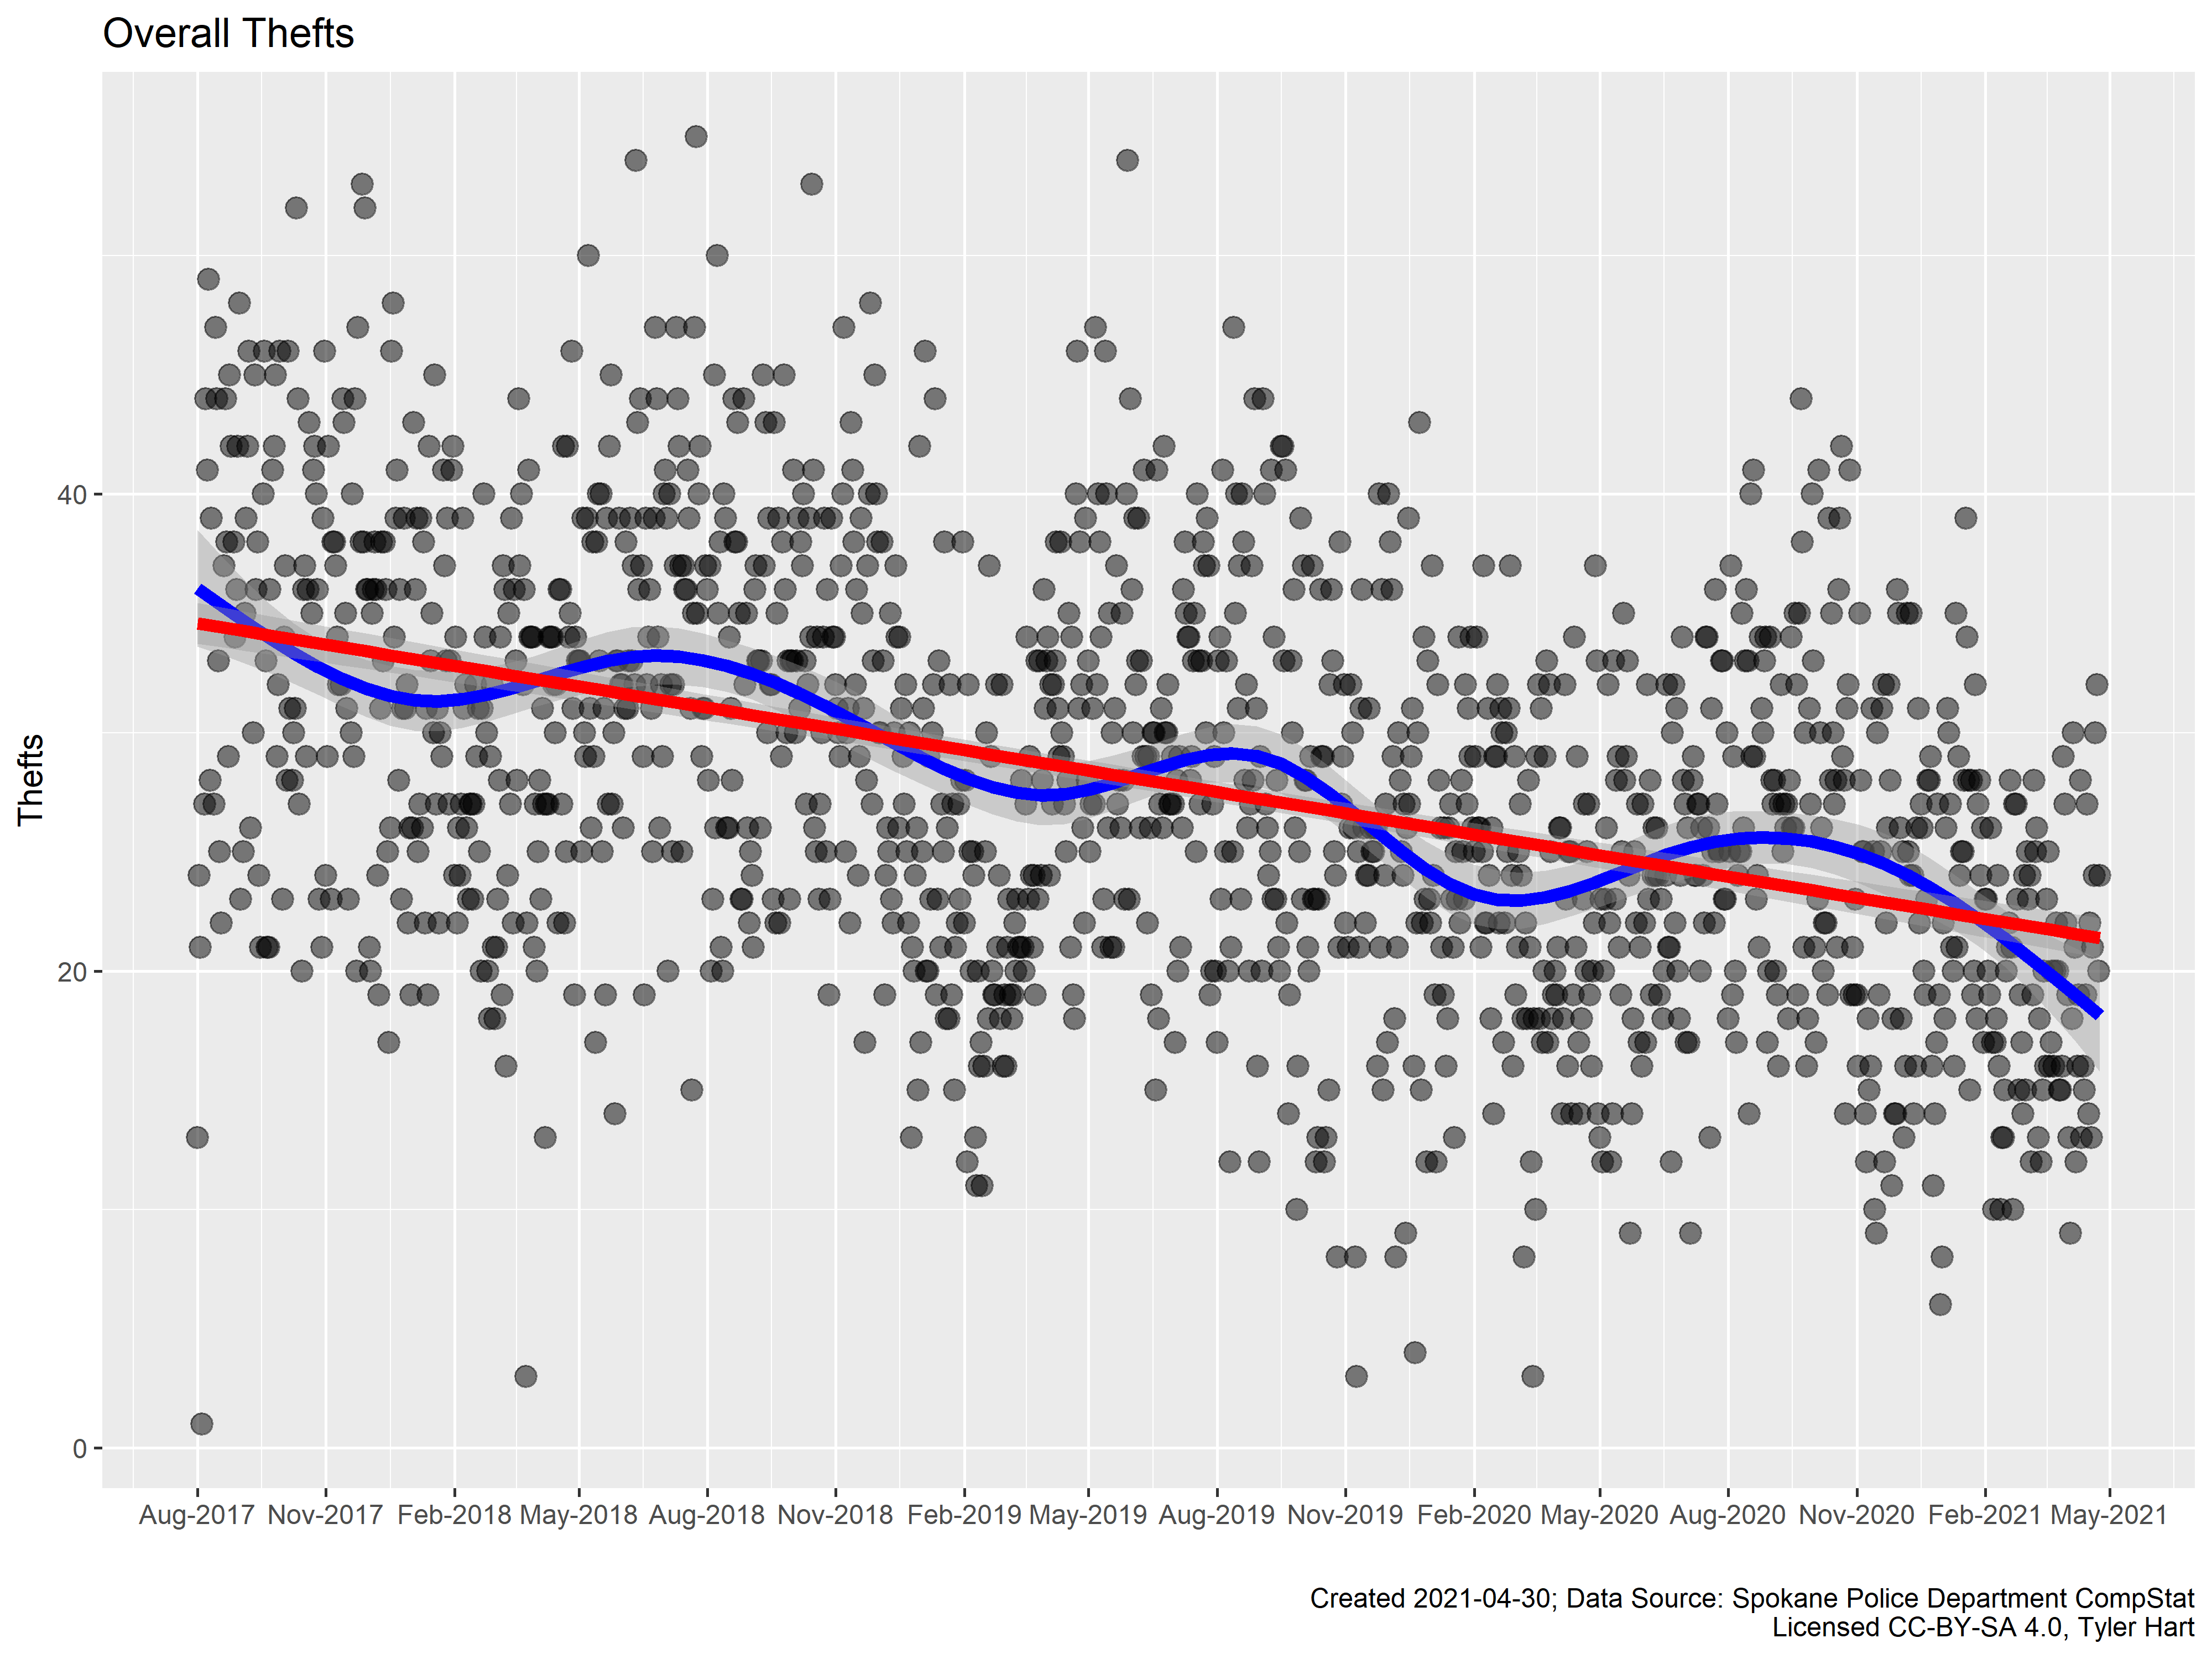 Overall Thefts
Thefts
40
20
0
Aug-2017 Nov-2017 Feb-2018 May-2018 Aug-2018 Nov-2018 Feb-2019 May-2019 Aug-2019 Nov-2019 Feb-2020 May-2020 Aug-2020 Nov-2020 Feb-2021 May-2021
Created 2021-04-30; Data Source: Spokane Police Department CompStat
Licensed CC-BY-SA 4.0, Tyler Hart